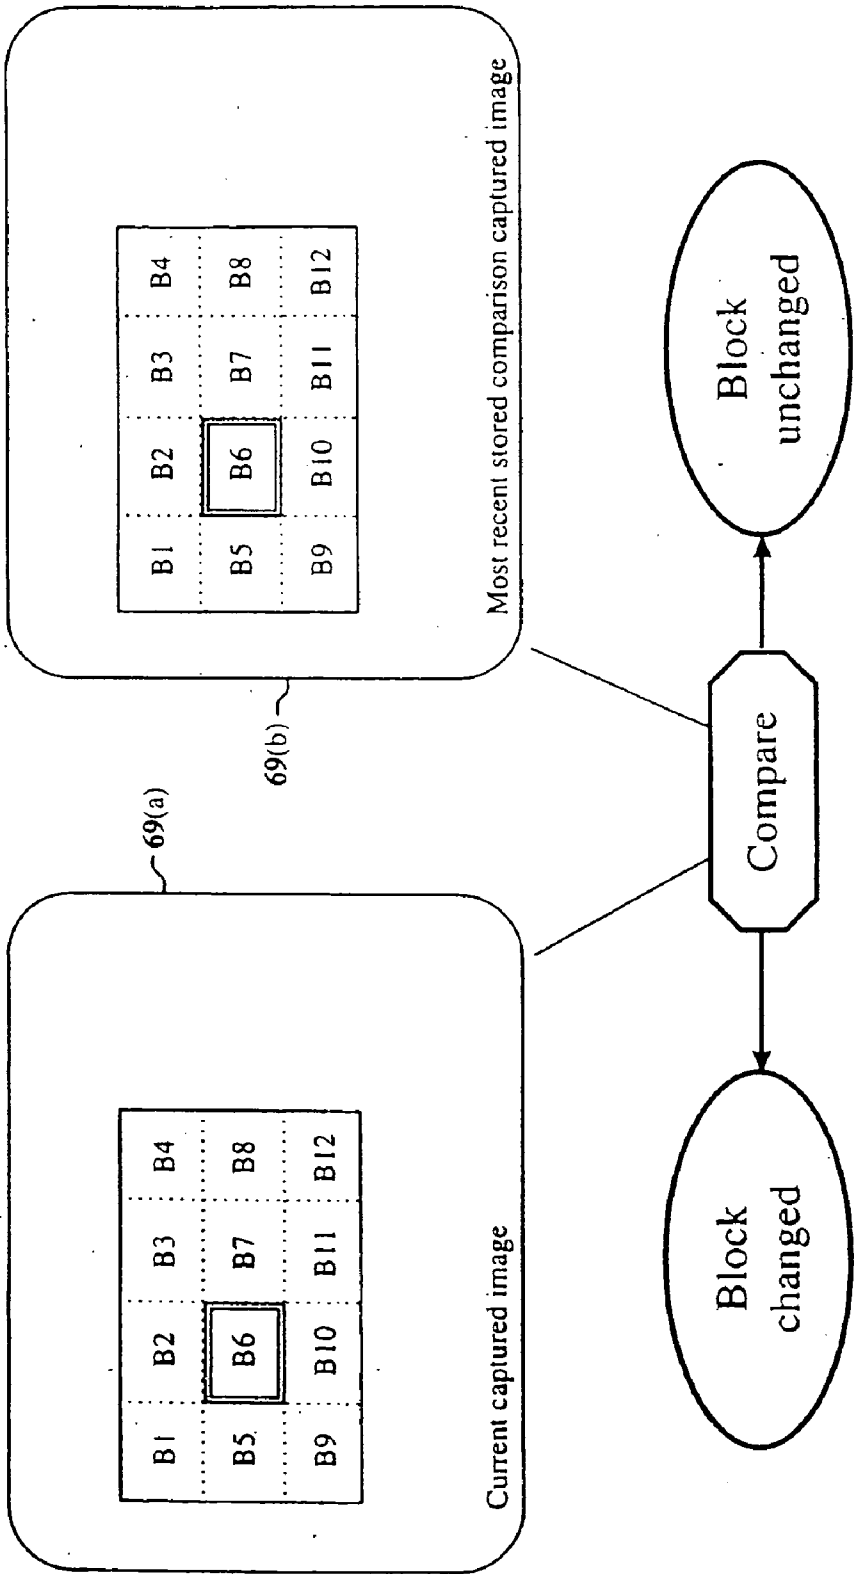 69(a)
69(b)
B1 B2 B3 B4
B5 B6 B7 B8
B9 B10 B11 B12
Current captured image
B1 B2 B3 B4
B5 B6 B7 B8
B9 B10 B11 B12
Most recent stored comparison captured image
Block
changed
Compare
Block
unchanged